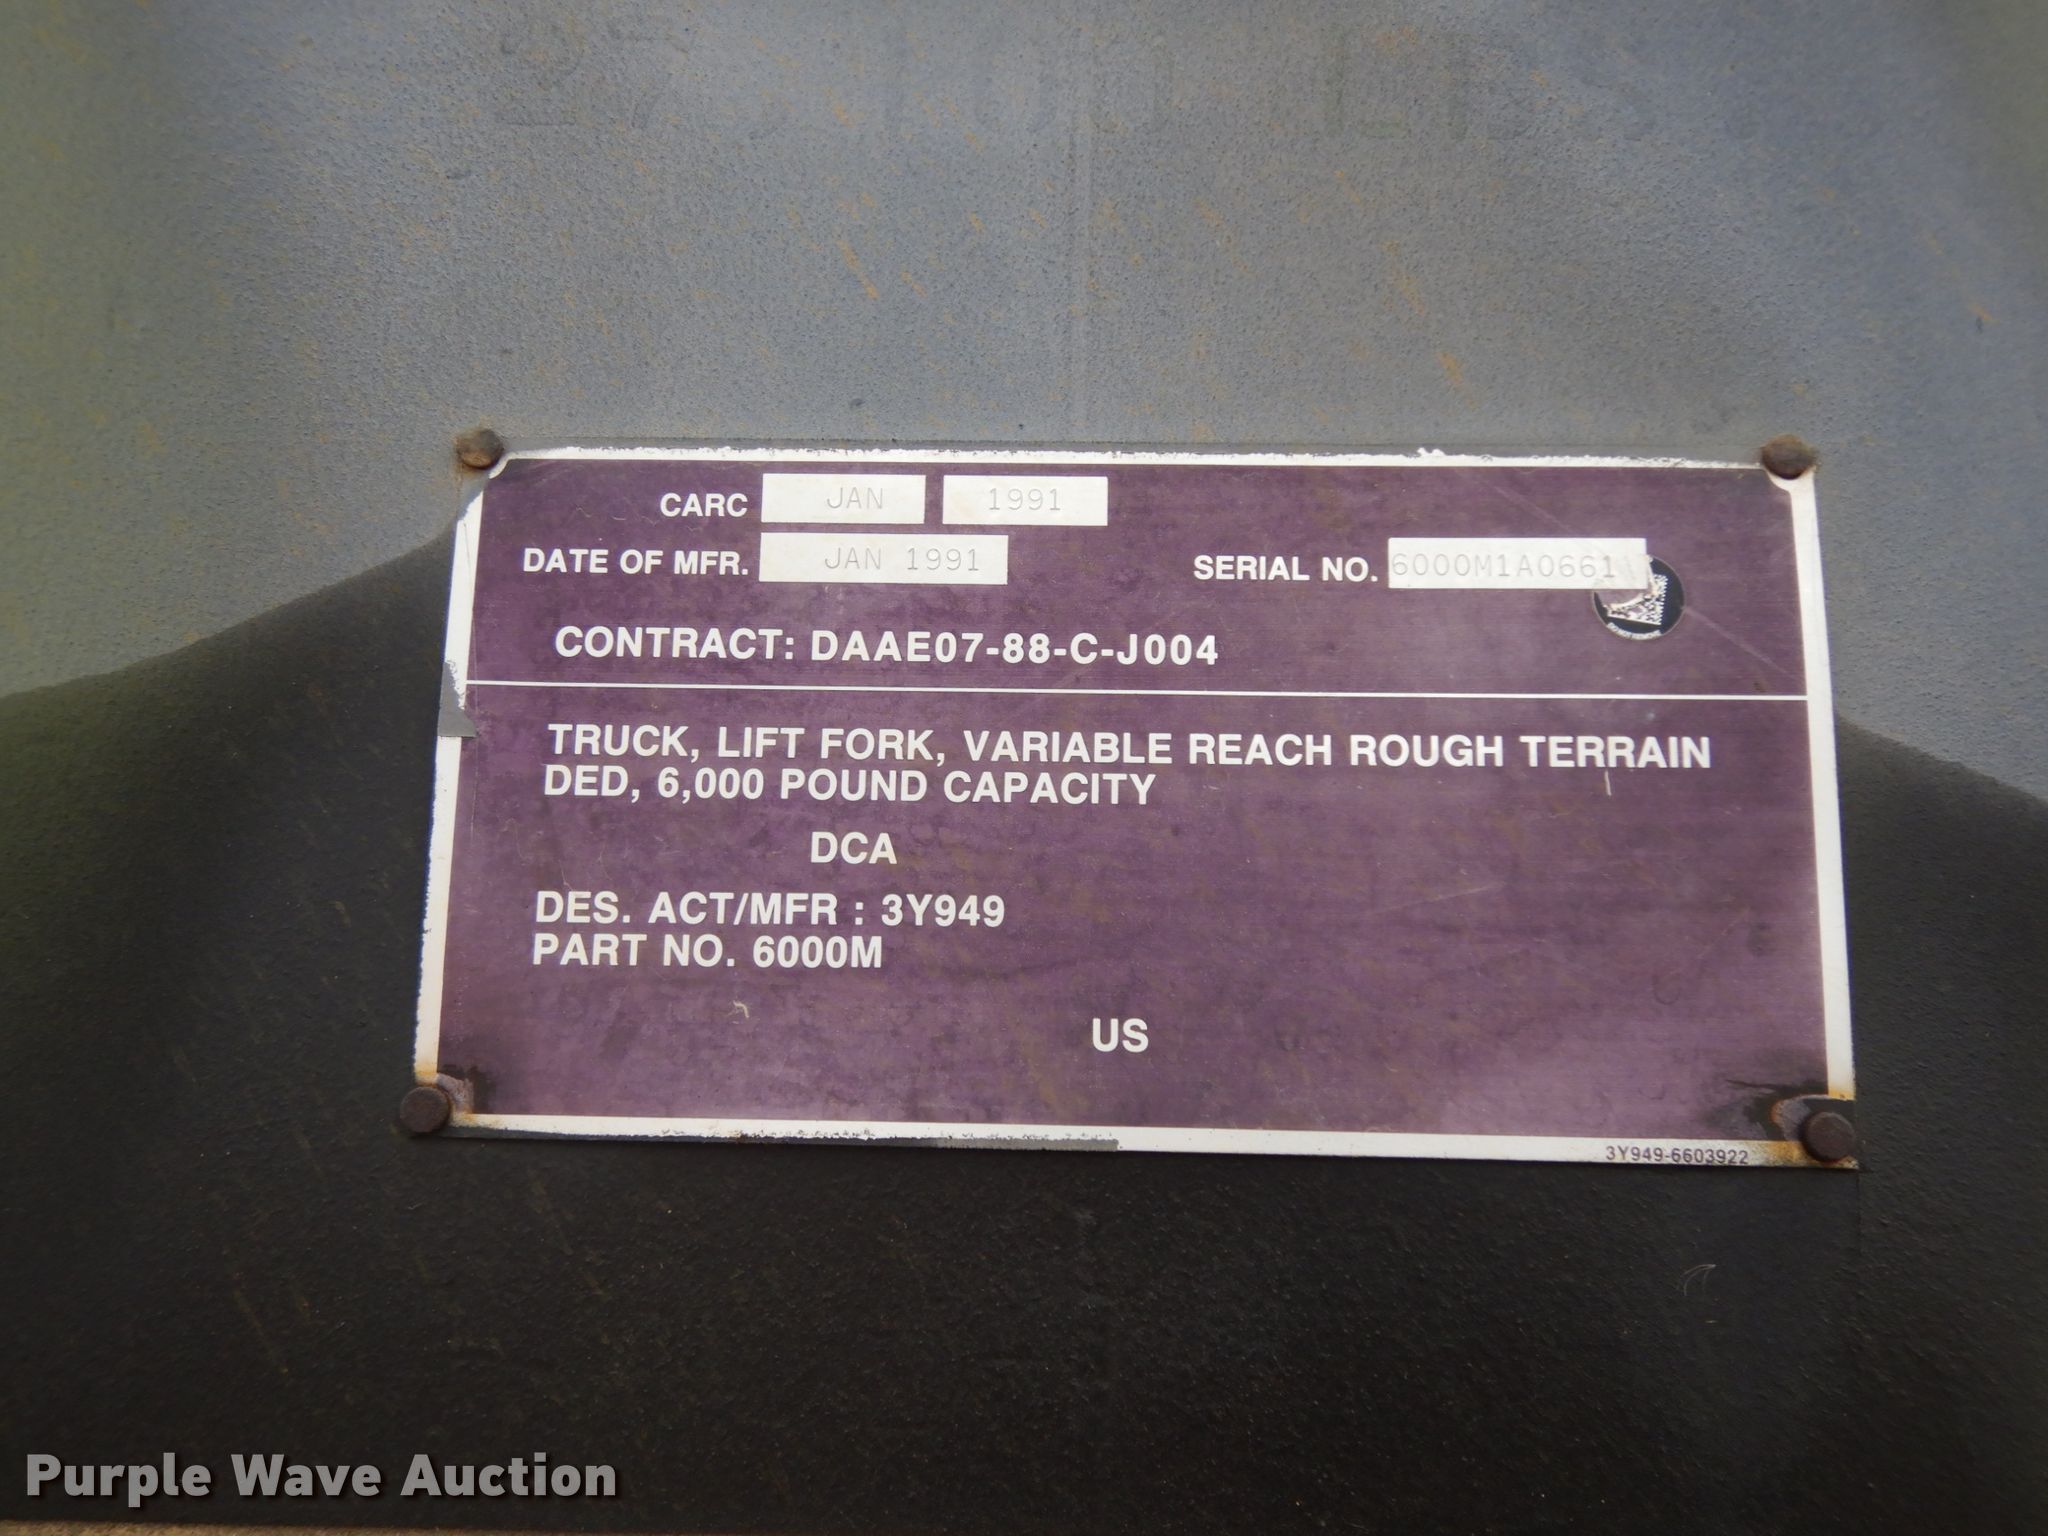 CARC JAN 1991
DATE OF MFR. JAN 1991 SERIAL NO. 6000M1A0661
CONTRACT: DAAE07-88-C-J004
TRUCK, LIFT FORK, VARIABLE REACH ROUGH TERRAIN
DED, 6,000 POUND CAPACITY
DCA
DES. ACT/MFR : 3Y949
PART NO. 6000M
US
3Y949-6603922
Purple Wave Auction